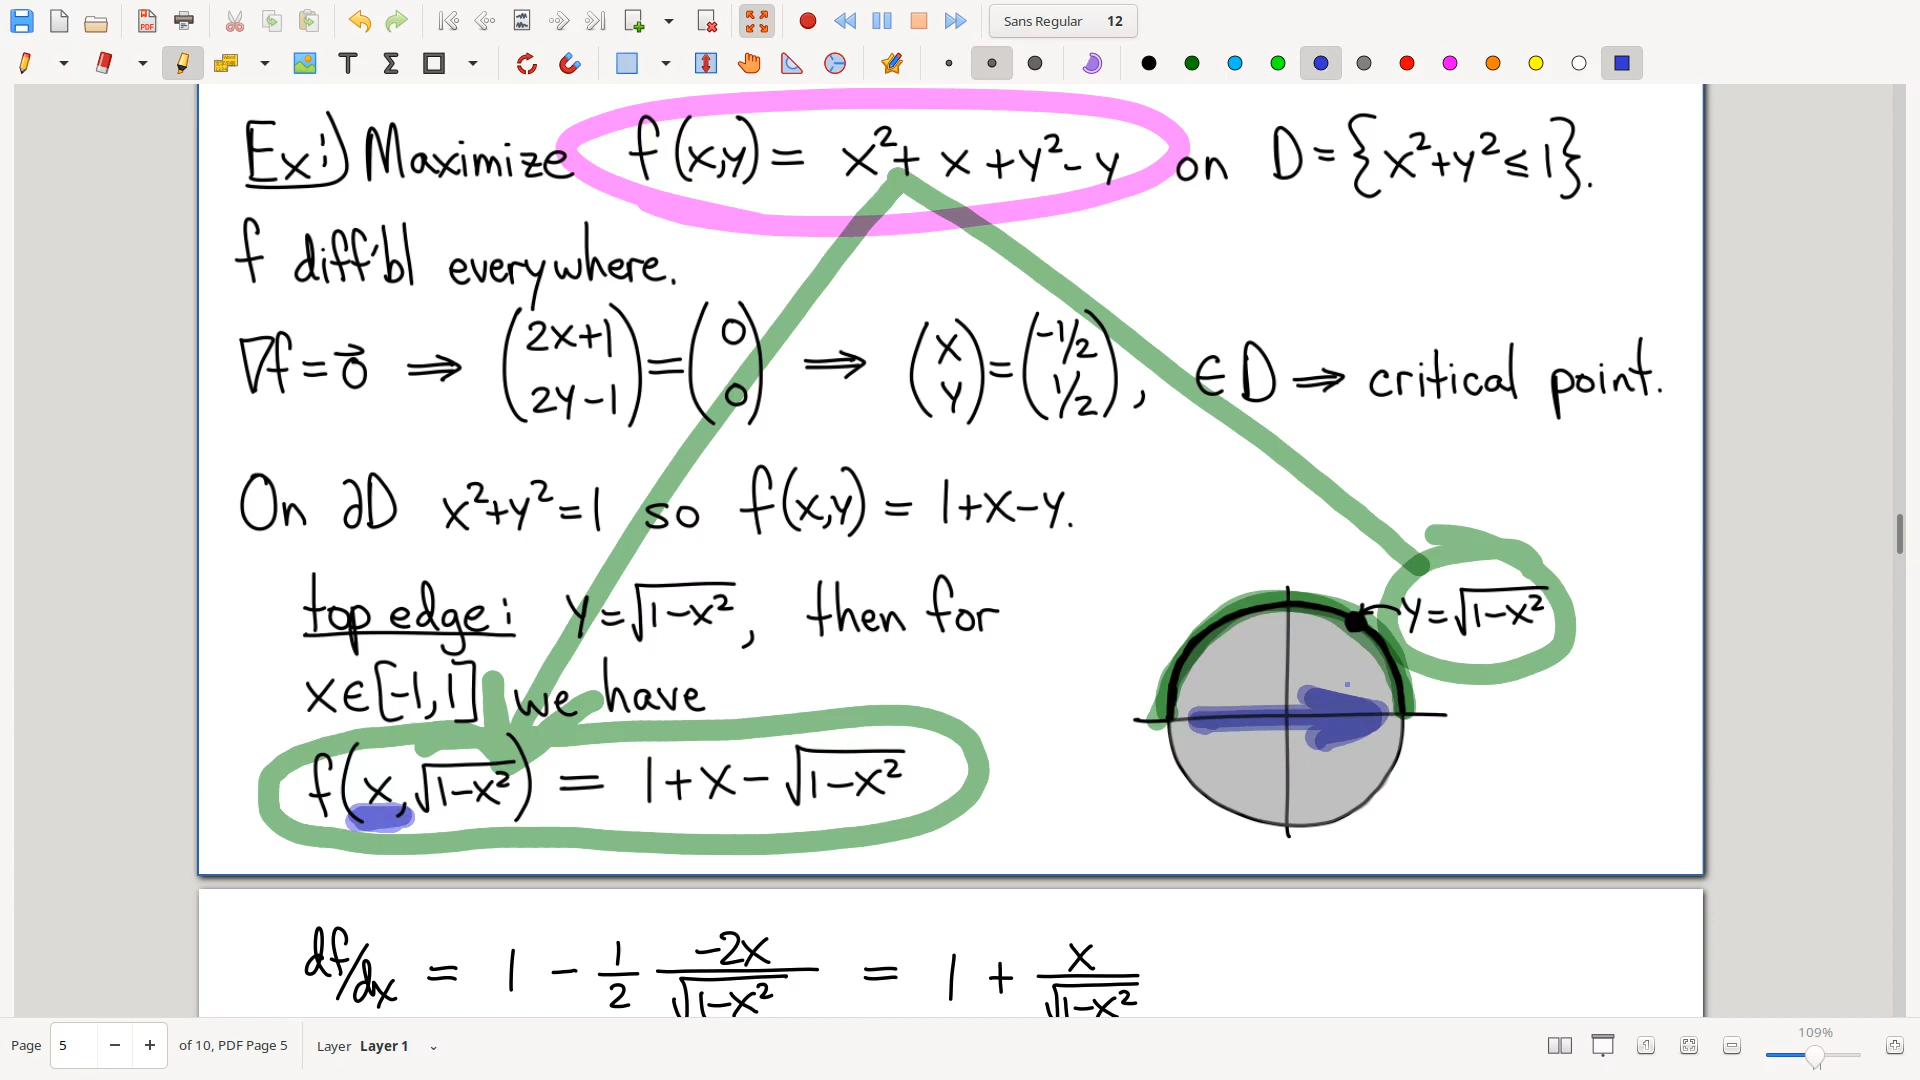 Sans Regular 12
Ex:) Maximize f(x,y) = x²+ x + y² - y on D = {x²+y² ≤ 1}.
f diff'bl everywhere.
∇f = 0⃗ ⟹ (2x+1, 2y-1) = (0, 0) ⟹ (x, y) = (-1/2, 1/2), ∈ D ⟹ critical point.
On ∂D x²+y²=1 so f(x,y) = 1+x-y.
top edge: y=√(1-x²), then for
y=√(1-x²)
x∈[-1,1] we have
f(x,√(1-x²)) = 1+x-√(1-x²)
df/dx = 1 - 1/2 -2x/√(1-x²) = 1 + x/√(1-x²)
Page 5 - + of 10, PDF Page 5 Layer Layer 1 109%